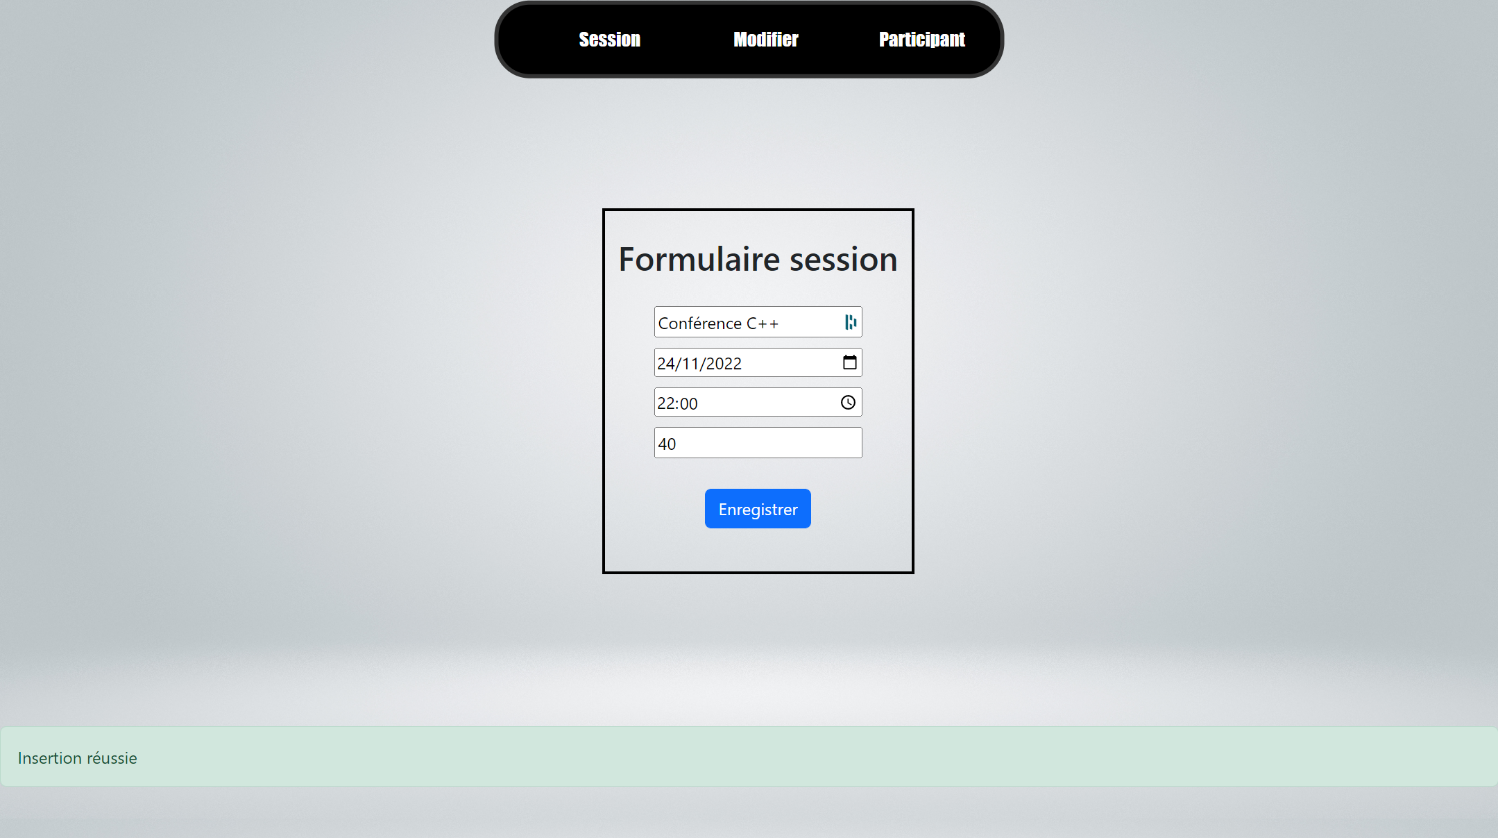 Session Modifier Participant
Formulaire session
Conférence C++
24/11/2022
22:00
40
Enregistrer
Insertion réussie